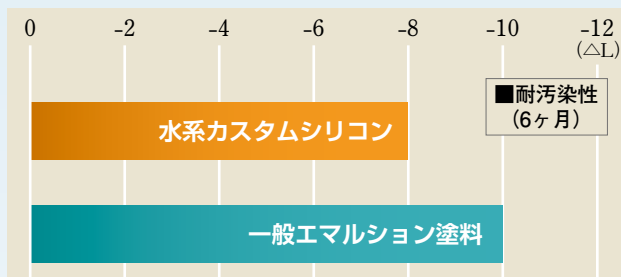 0 -2 -4 -6 -8 -10 -12
(△L)
■耐汚染性
(6ヶ月)
水系カスタムシリコン
一般エマルション塗料